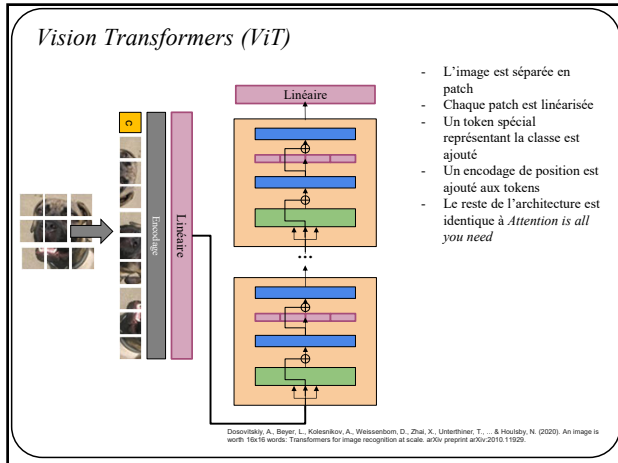 Vision Transformers (ViT)
- L'image est séparée en
patch
- Chaque patch est linéarisée
- Un token spécial
représentant la classe est
ajouté
- Un encodage de position est
ajouté aux tokens
- Le reste de l'architecture est
identique à Attention is all
you need
C
Encodage
Linéaire
Linéaire
...
Dosovitskiy, A., Beyer, L., Kolesnikov, A., Weissenborn, D., Zhai, X., Unterthiner, T., ... & Houlsby, N. (2020). An image is
worth 16x16 words: Transformers for image recognition at scale. arXiv preprint arXiv:2010.11929.